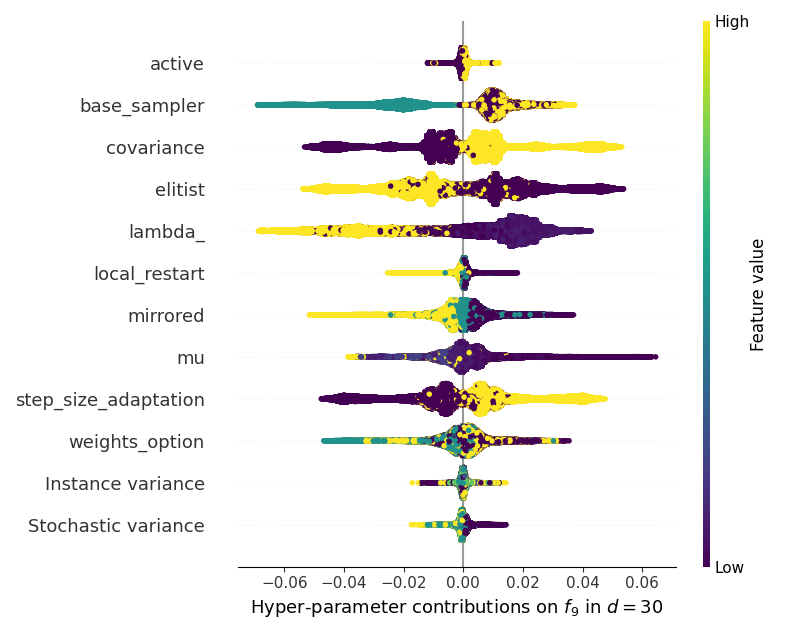 High
active
base_sampler
covariance
elitist
lambda_
local_restart
mirrored
mu
step_size_adaptation
weights_option
Instance variance
Stochastic variance
Feature value
Low
−0.06 −0.04 −0.02 0.00 0.02 0.04 0.06
Hyper-parameter contributions on f₉ in d = 30